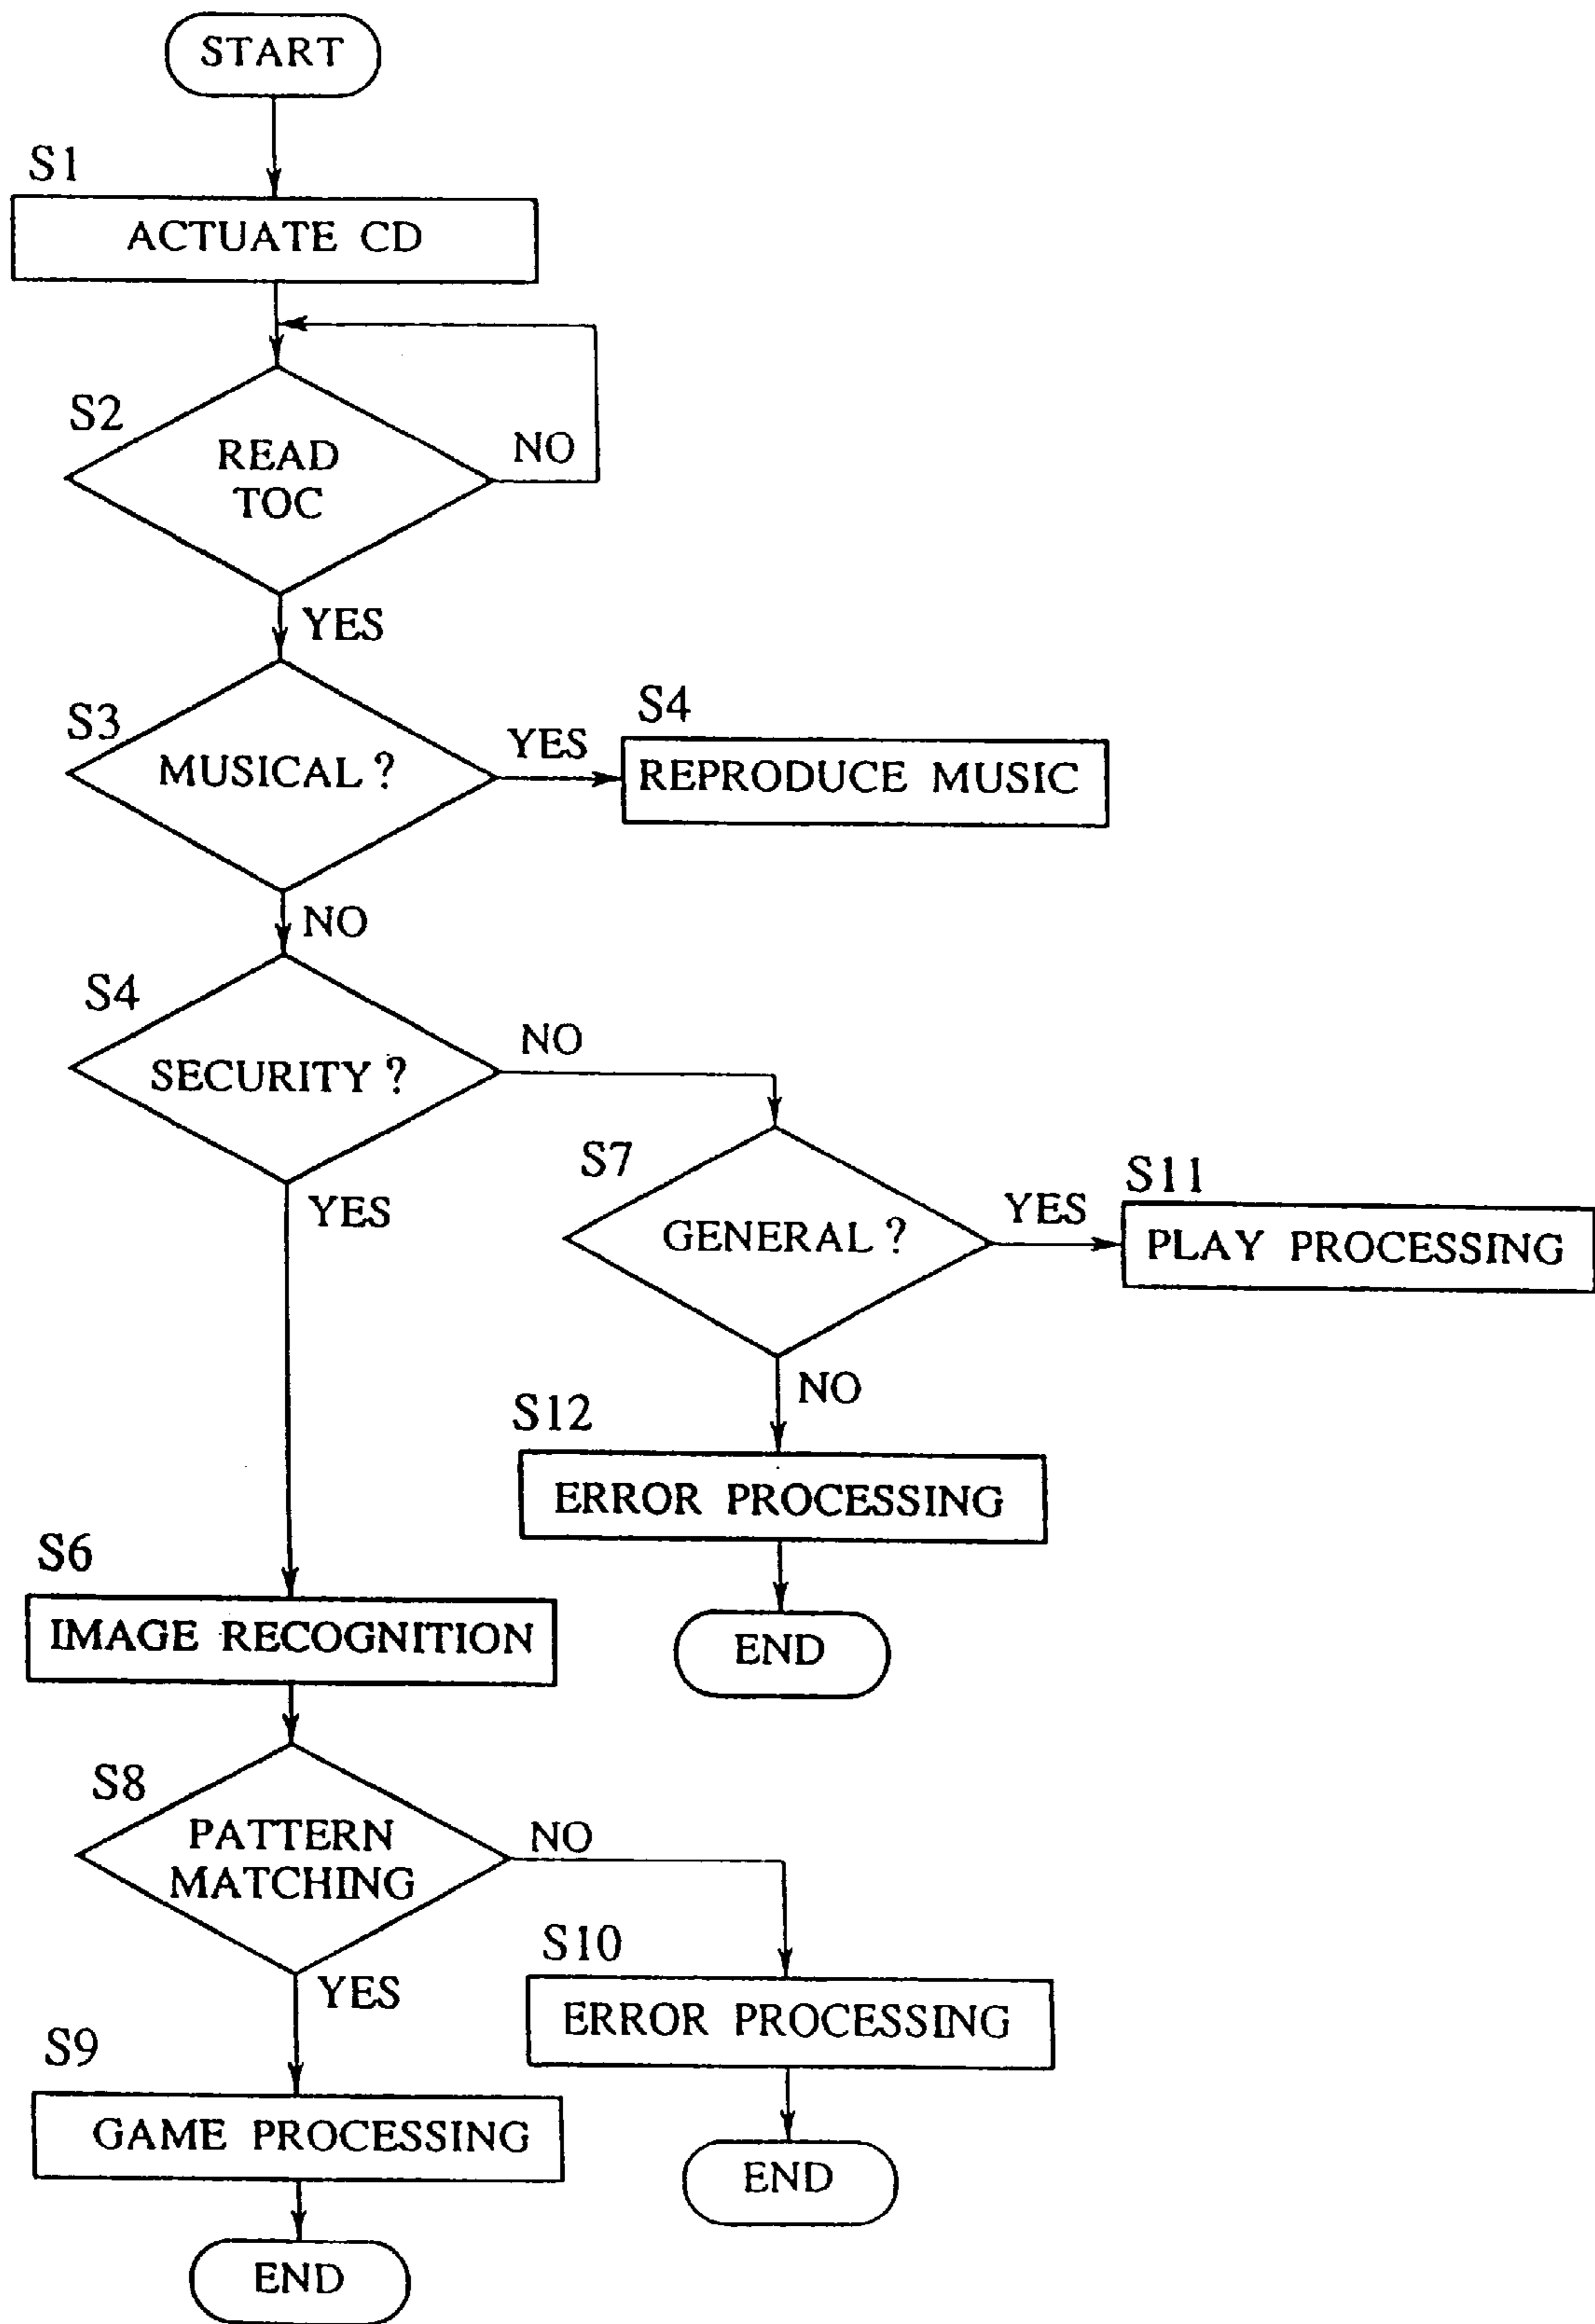 START
S1
ACTUATE CD
S2
READ
TOC
NO
YES
S3
MUSICAL ?
YES
S4
REPRODUCE MUSIC
NO
S4
SECURITY ?
NO
YES
S7
GENERAL ?
YES
S11
PLAY PROCESSING
NO
S12
ERROR PROCESSING
END
S6
IMAGE RECOGNITION
S8
PATTERN
MATCHING
NO
YES
S10
ERROR PROCESSING
END
S9
GAME PROCESSING
END